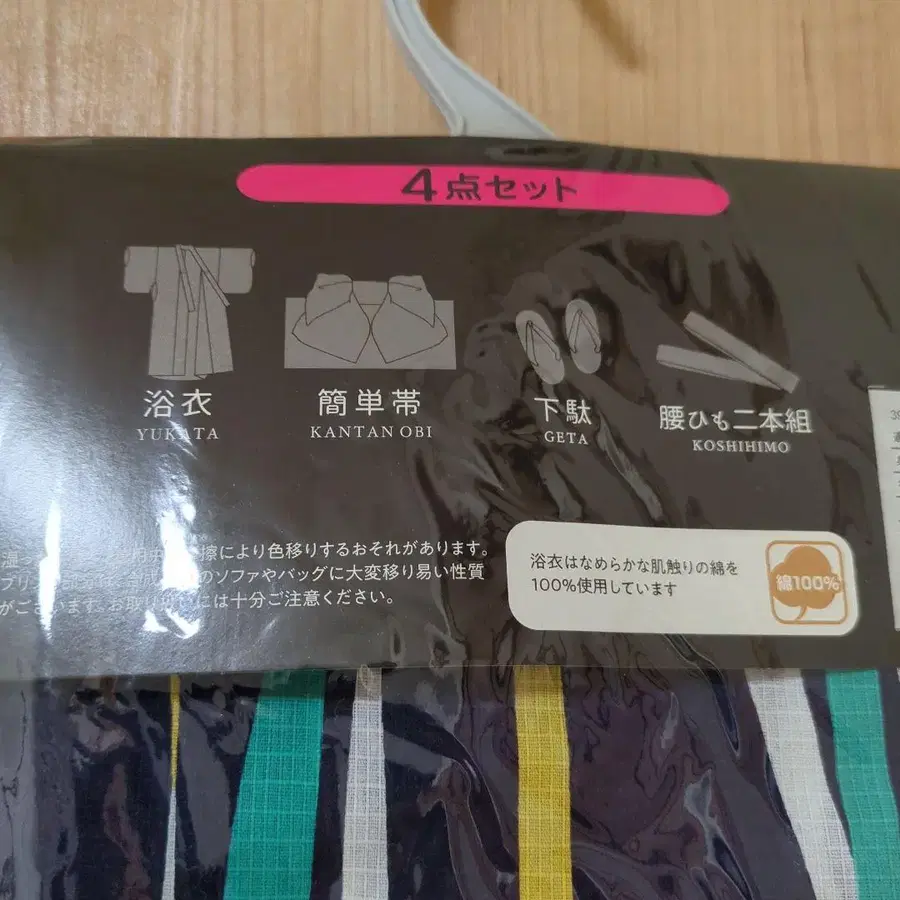 4点セット
浴衣
YUKATA
簡単帯
KANTAN OBI
下駄
GETA
腰ひも二本組
KOSHIHIMO
擦により色移りするおそれがあります。
のソファやバッグに大変移り易い性質
がございます。お取り には十分ご注意ください。
浴衣はなめらかな肌触りの綿を
100%使用しています
綿100%